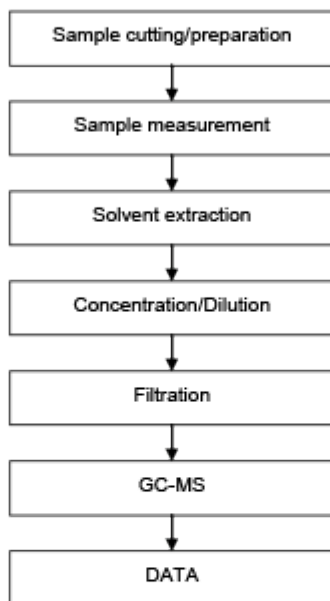 Sample cutting/preparation
Sample measurement
Solvent extraction
Concentration/Dilution
Filtration
GC-MS
DATA